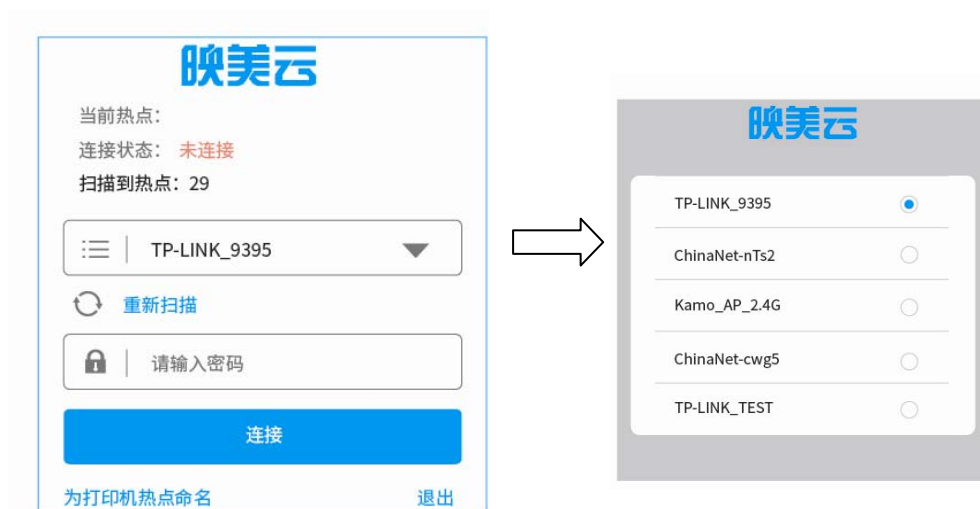 映美云
当前热点：
连接状态： 未连接
扫描到热点：29
TP-LINK_9395
重新扫描
请输入密码
连接
为打印机热点命名 退出
映美云
TP-LINK_9395
ChinaNet-nTs2
Kamo_AP_2.4G
ChinaNet-cwg5
TP-LINK_TEST